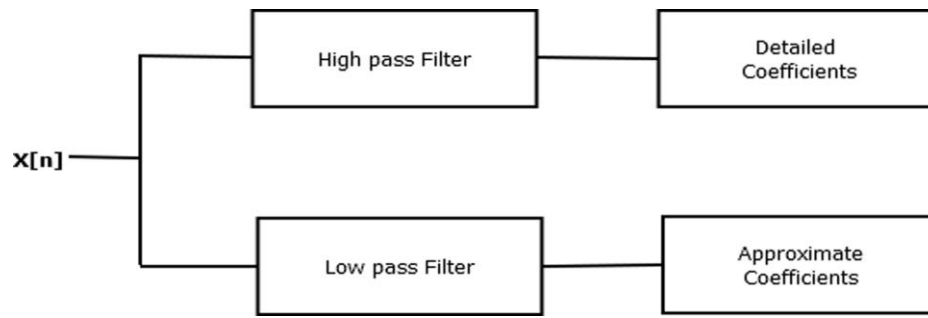 High pass Filter
Detailed
Coefficients
X[n]
Low pass Filter
Approximate
Coefficients